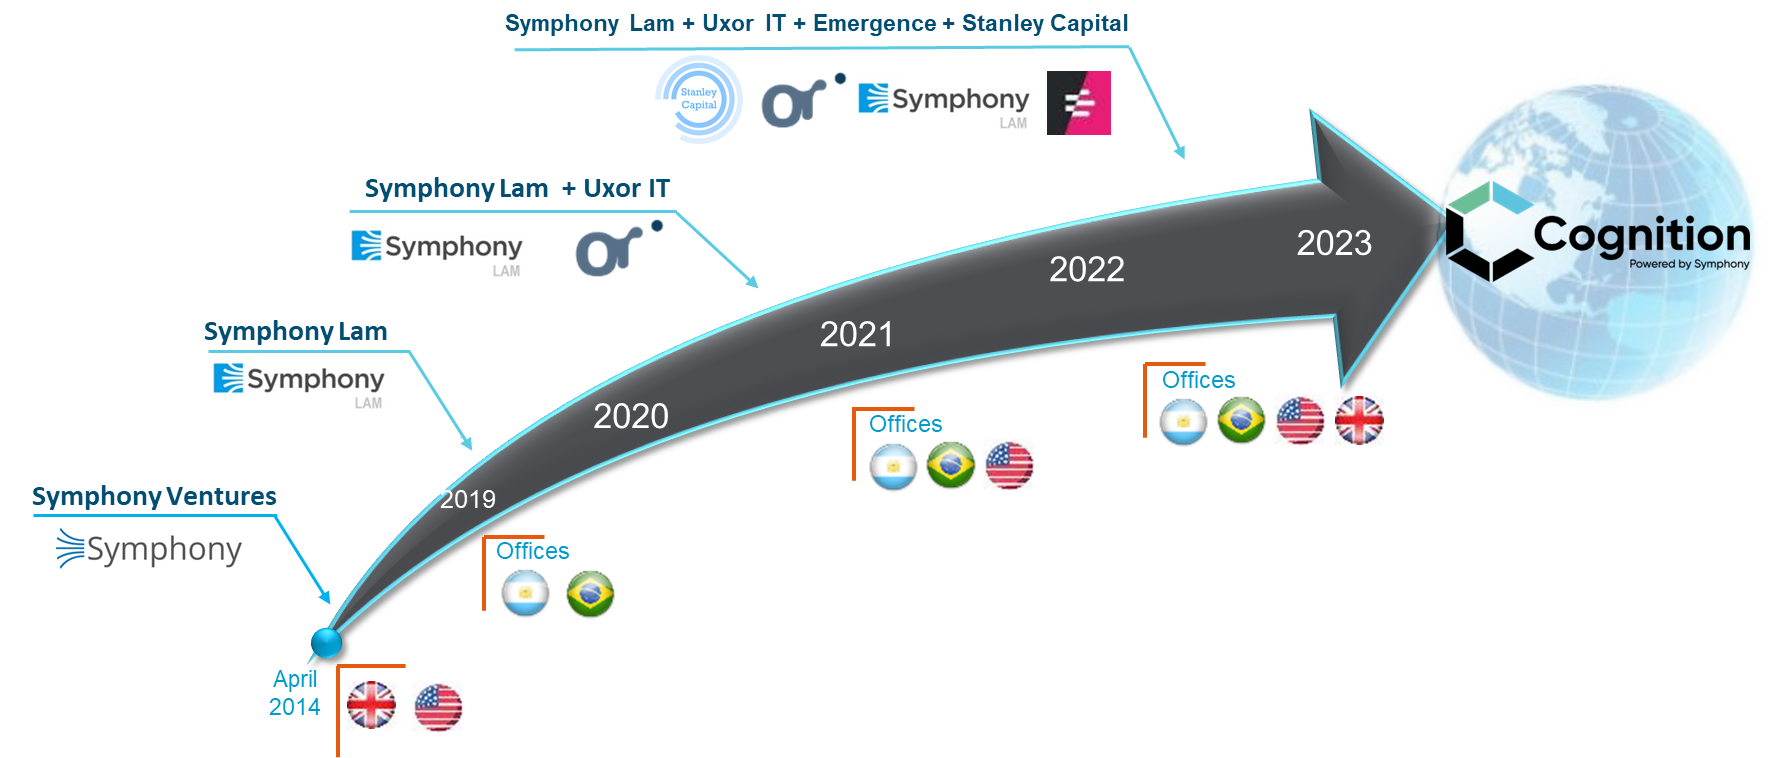 Symphony Lam + Uxor IT + Emergence + Stanley Capital
Stanley
Capital
Symphony
LAM
Symphony Lam + Uxor IT
Symphony
LAM
Symphony Lam
Symphony
LAM
Symphony Ventures
Symphony
April
2014
2019
2020
2021
2022
2023
Offices
Offices
Offices
Cognition
Powered by Symphony